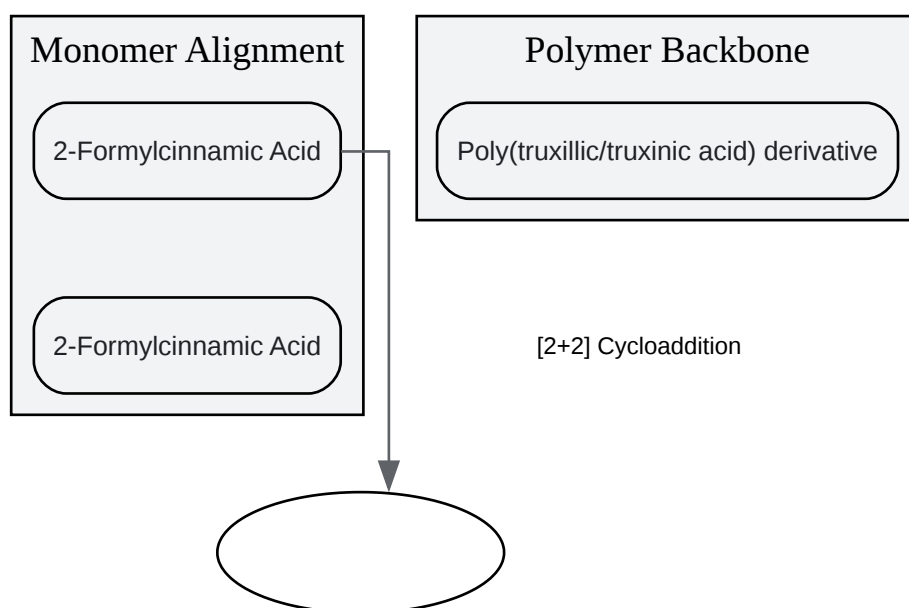 Monomer Alignment
2-Formylcinnamic Acid
2-Formylcinnamic Acid
Polymer Backbone
Poly(truxillic/truxinic acid) derivative
[2+2] Cycloaddition